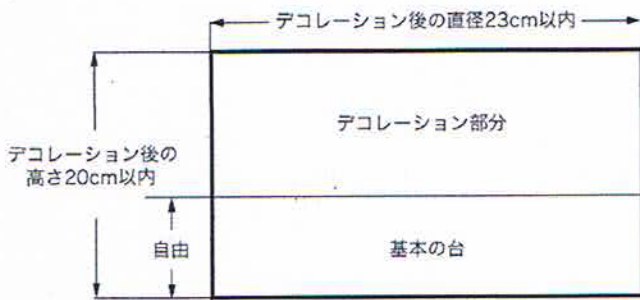 デコレーション後の直径23cm以内
デコレーション部分
デコレーション後の
高さ20cm以内
自由
基本の台